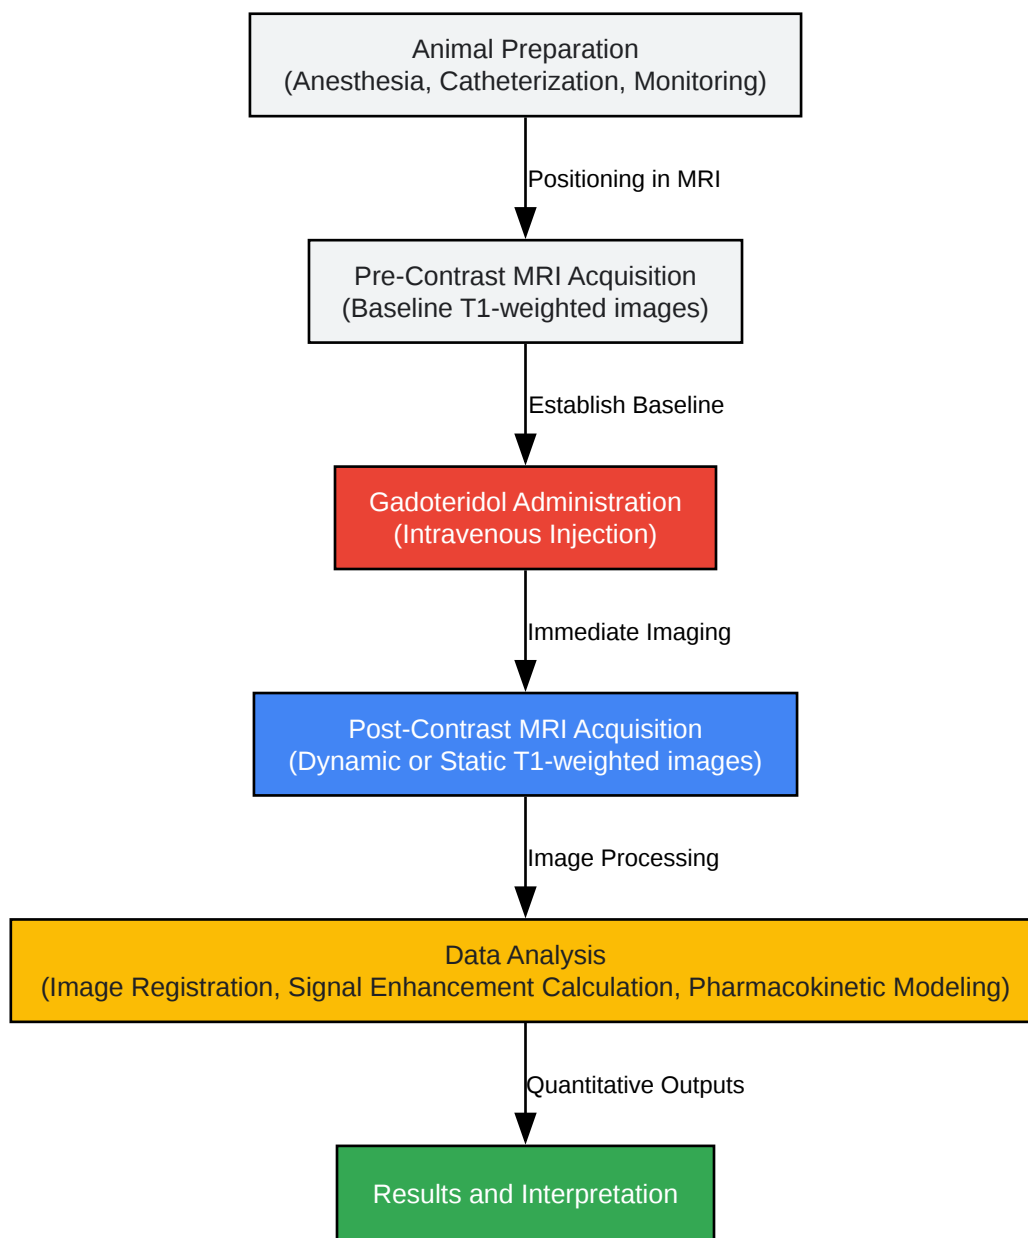 Animal Preparation
(Anesthesia, Catheterization, Monitoring)
Positioning in MRI
Pre-Contrast MRI Acquisition
(Baseline T1-weighted images)
Establish Baseline
Gadoteridol Administration
(Intravenous Injection)
Immediate Imaging
Post-Contrast MRI Acquisition
(Dynamic or Static T1-weighted images)
Image Processing
Data Analysis
(Image Registration, Signal Enhancement Calculation, Pharmacokinetic Modeling)
Quantitative Outputs
Results and Interpretation